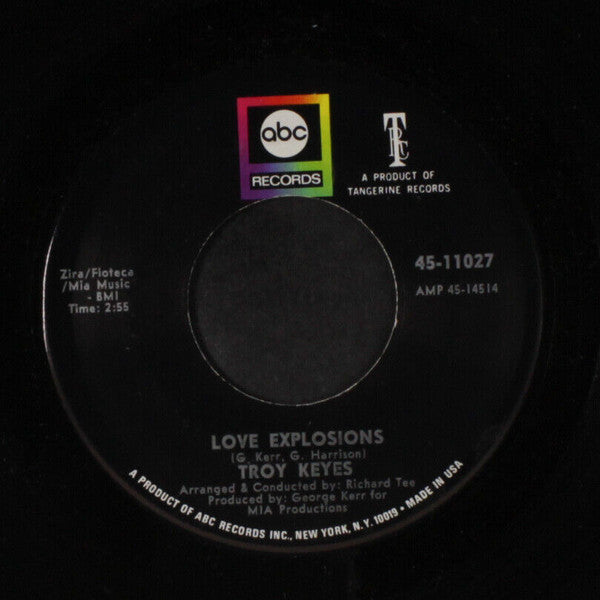 abc
RECORDS
TRC
A PRODUCT OF
TANGERINE RECORDS
Zira/Fioteca
/Mia Music
- BMI
Time: 2:55
45-11027
AMP 45-14514
LOVE EXPLOSIONS
(G. Kerr, G. Harrison)
TROY KEYES
Arranged & Conducted by: Richard Tee
Produced by: George Kerr for
MIA Productions
A PRODUCT OF ABC RECORDS INC., NEW YORK, N.Y. 10019 • MADE IN USA